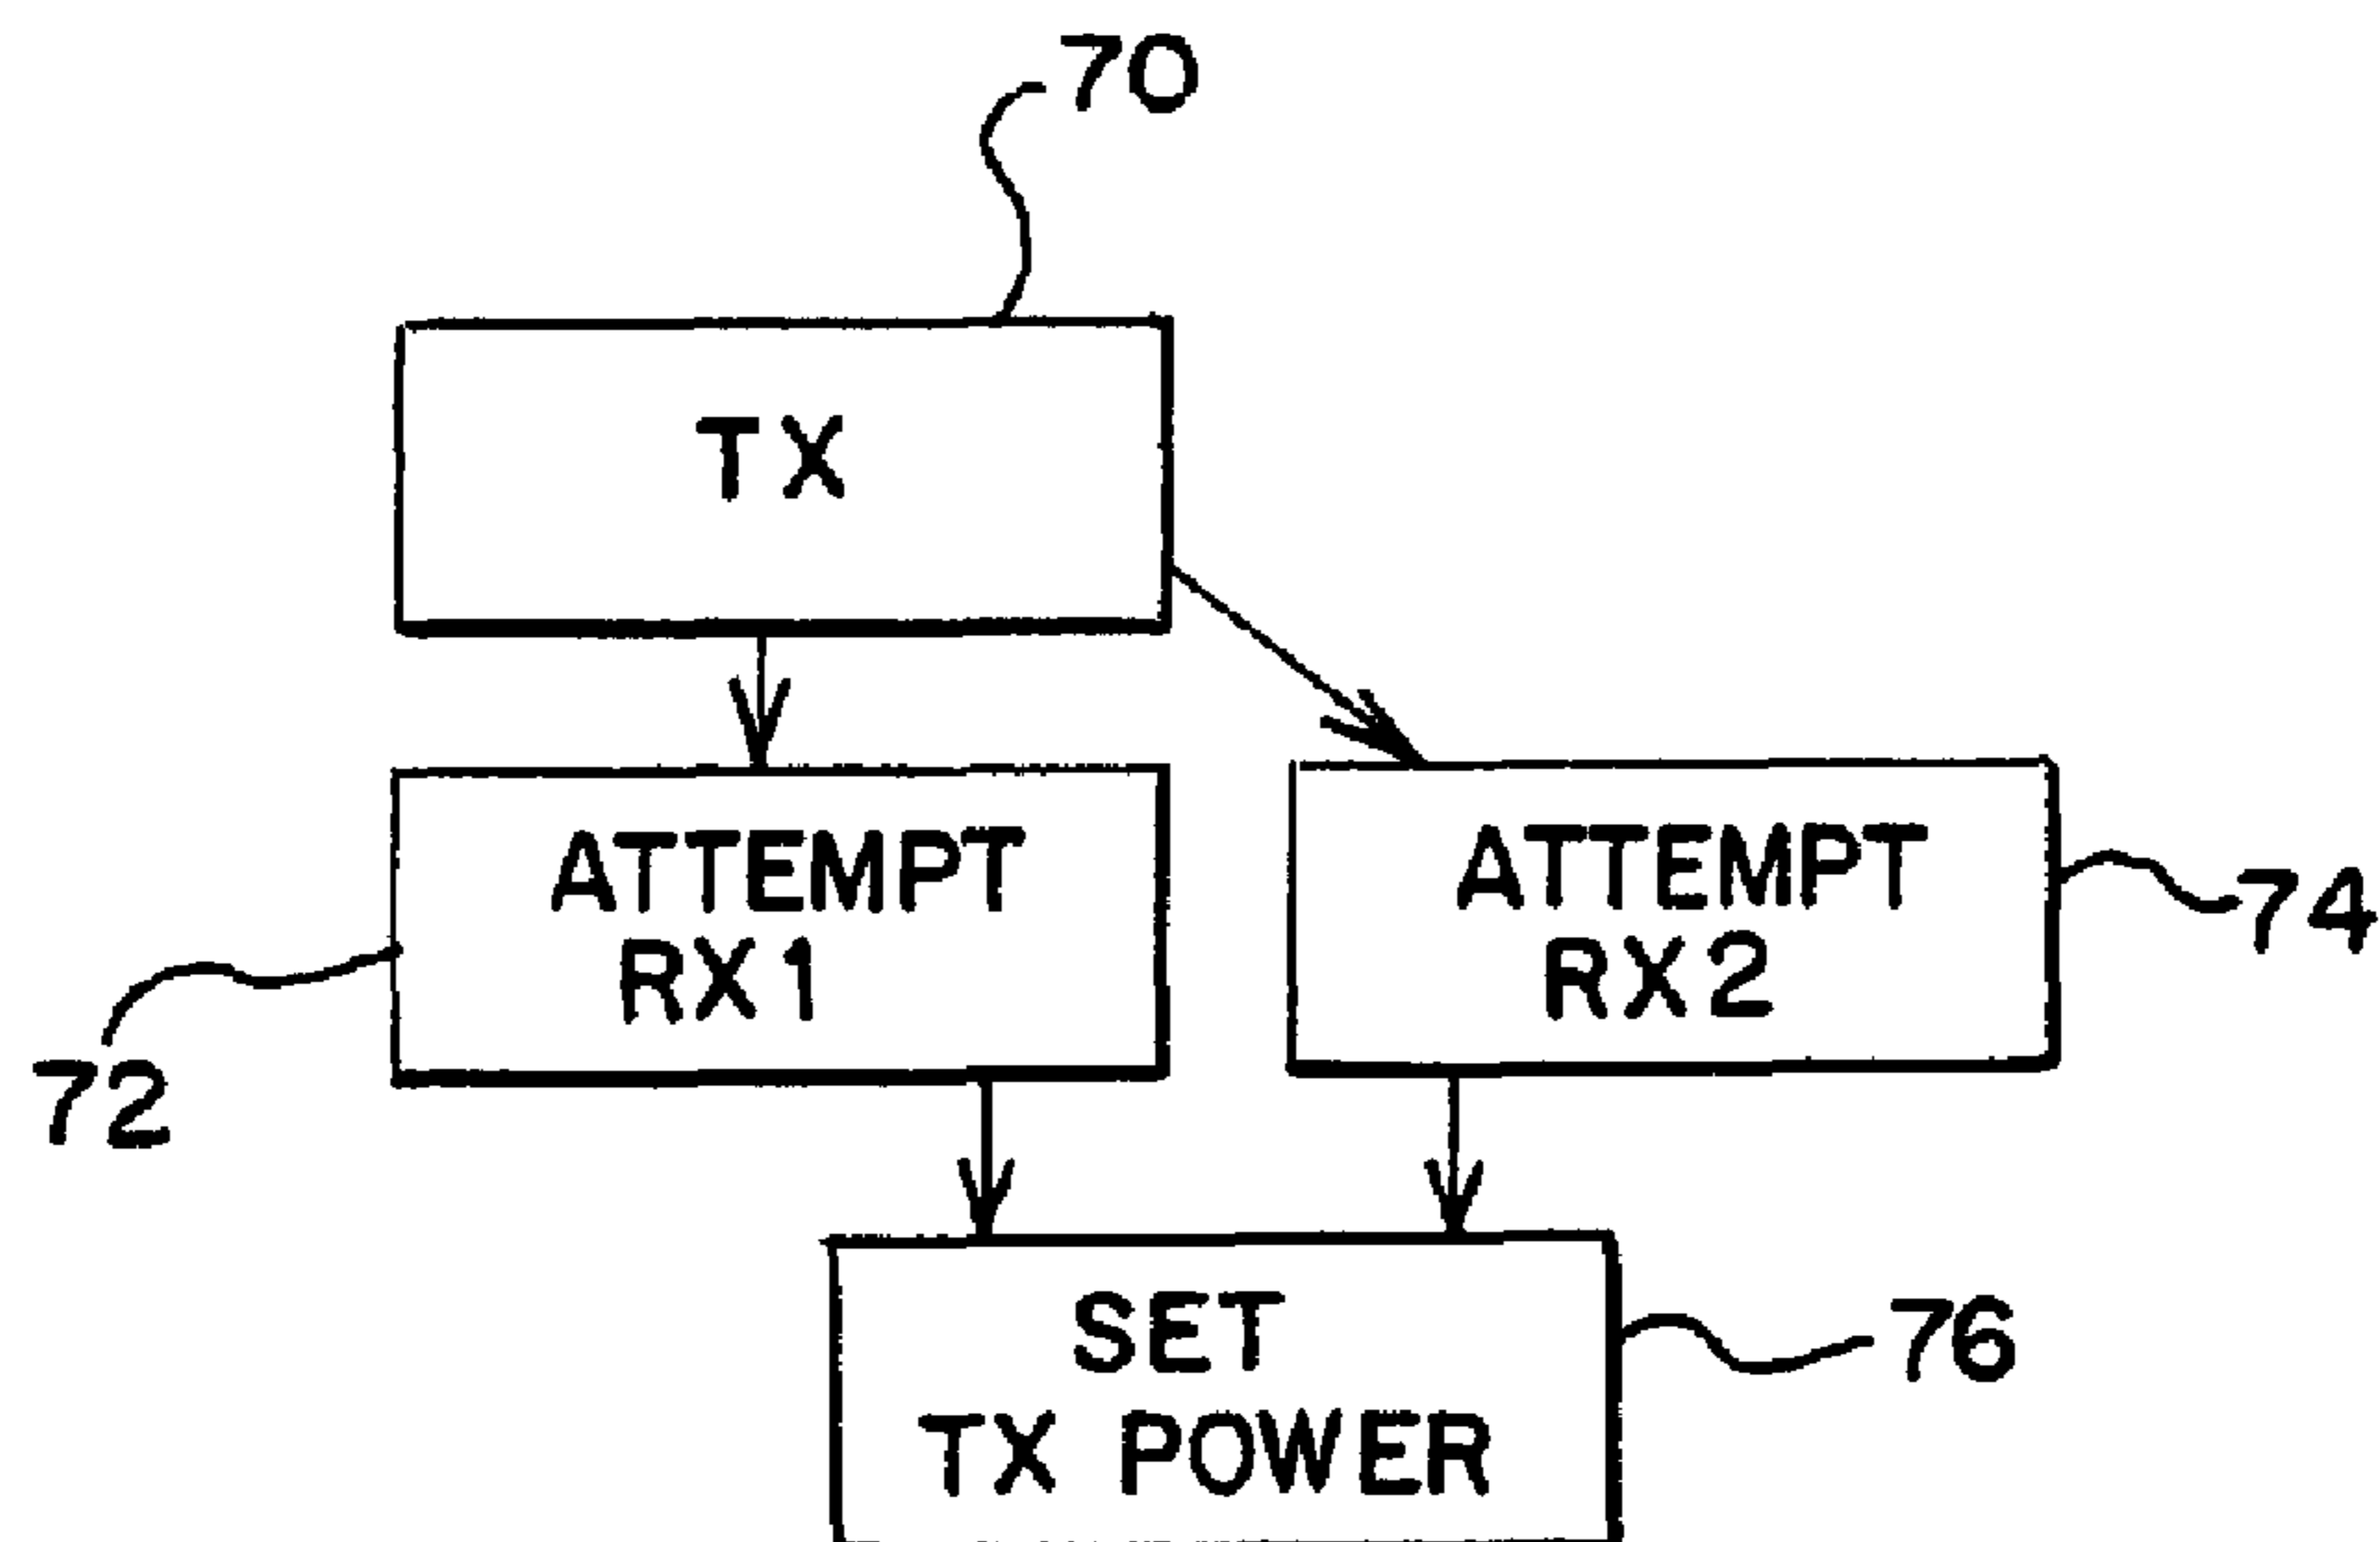 70
TX
ATTEMPT
RX1
72
ATTEMPT
RX2
74
SET
TX POWER
76